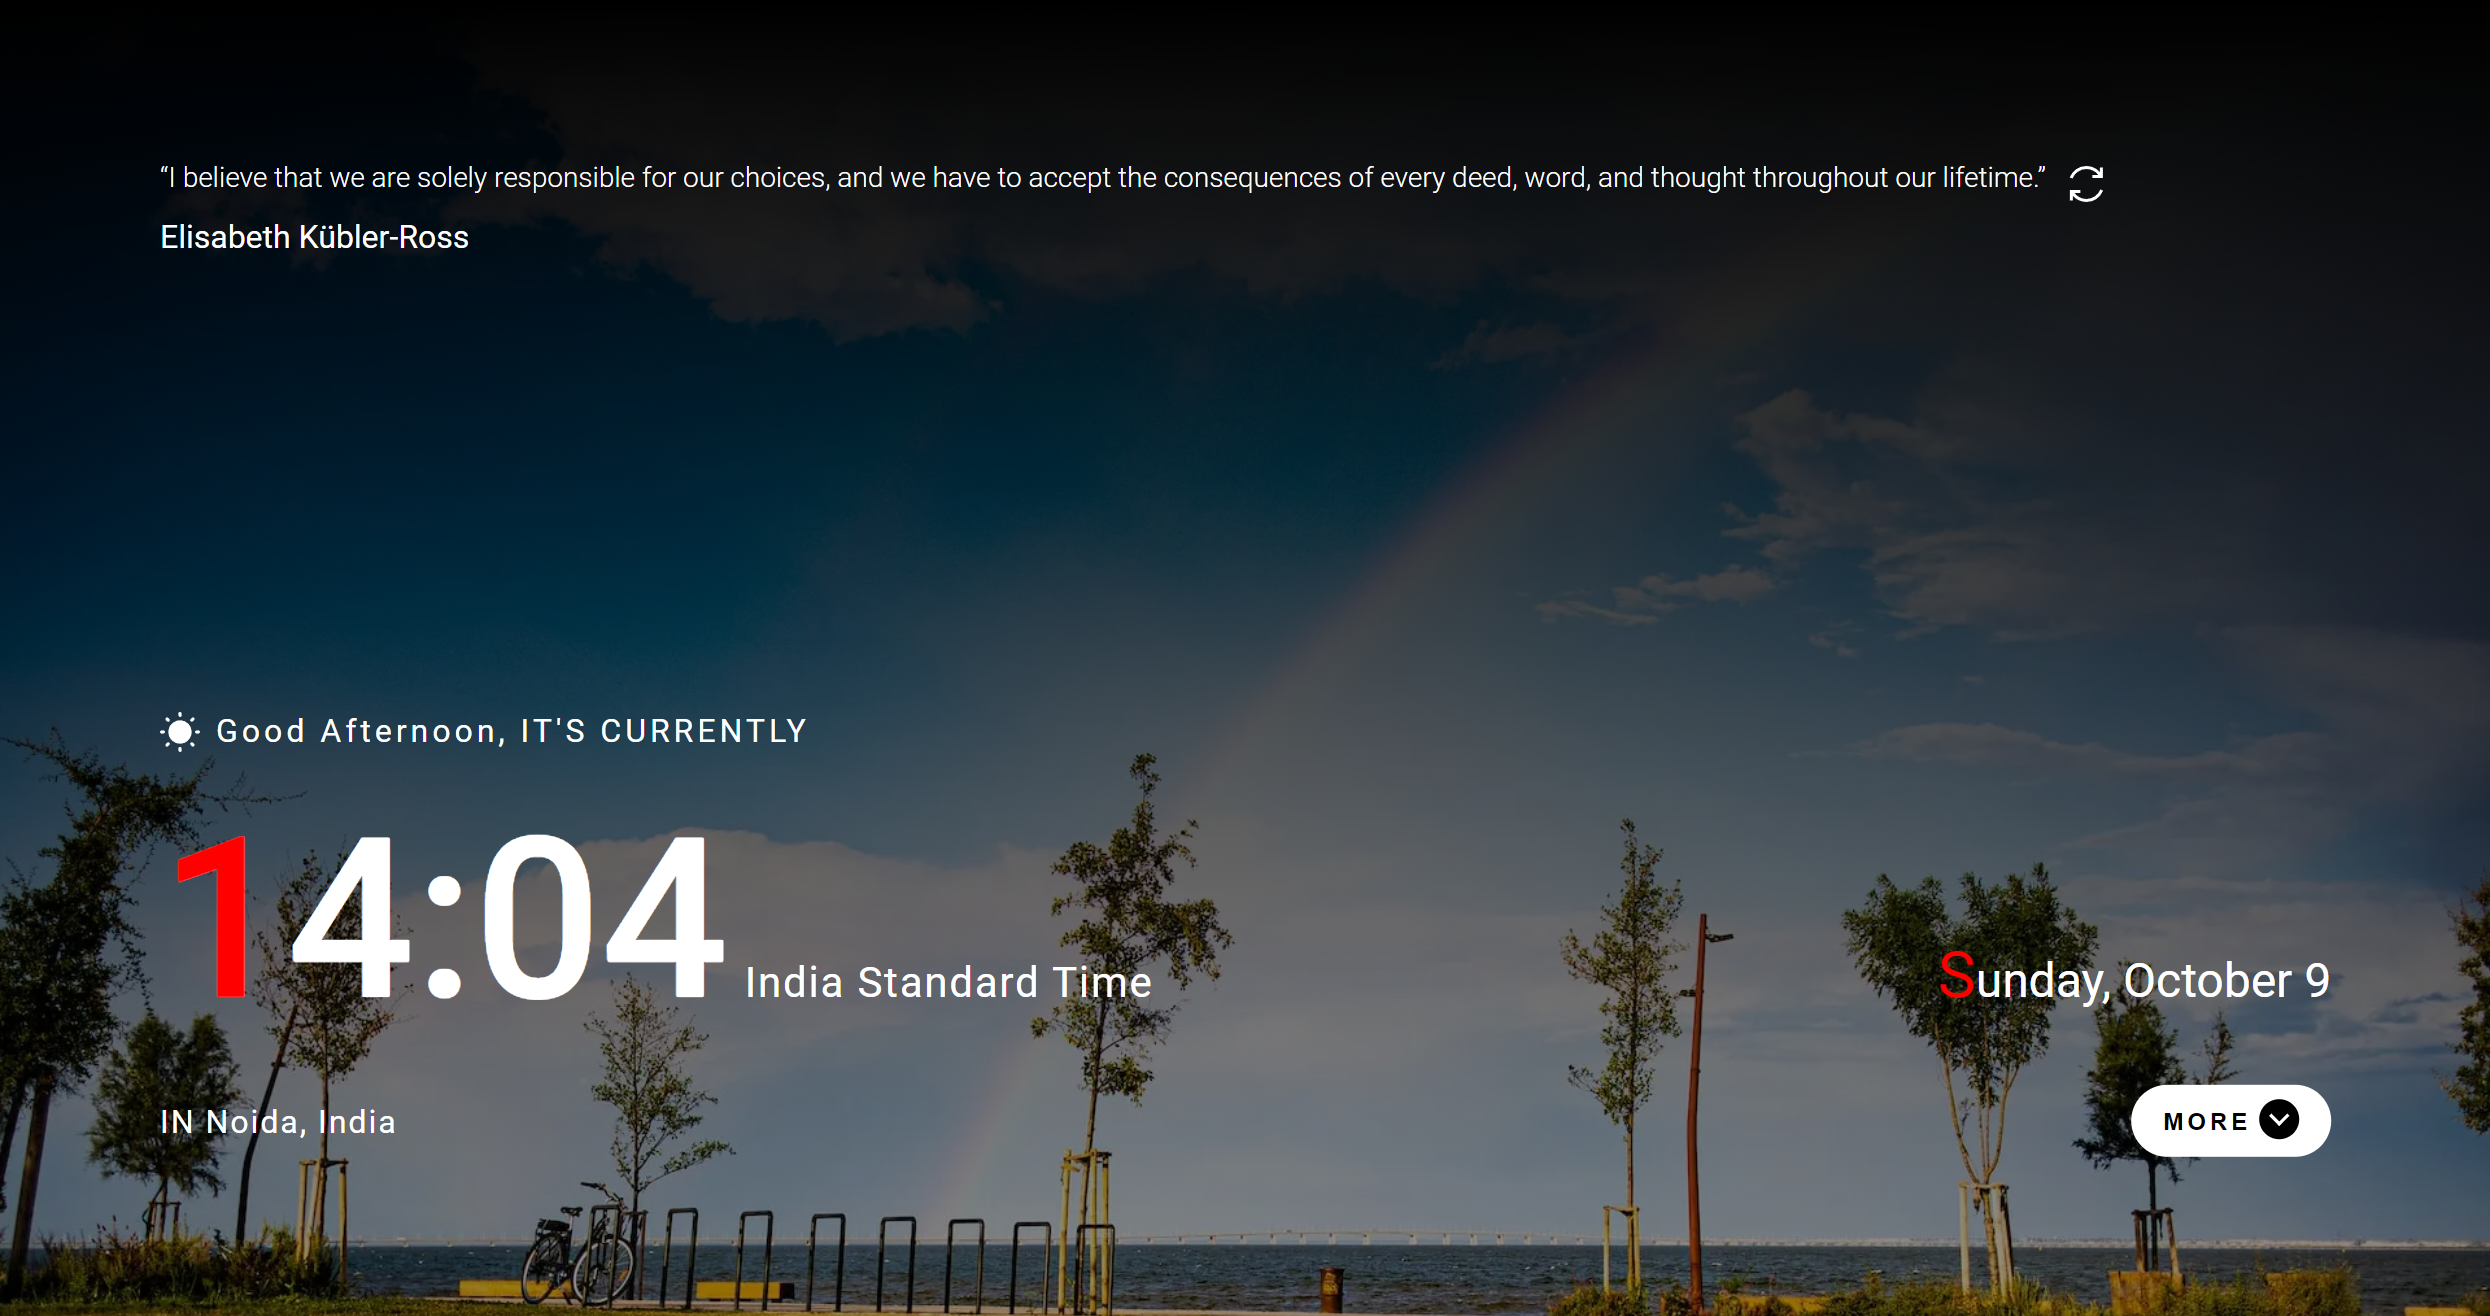 “I believe that we are solely responsible for our choices, and we have to accept the consequences of every deed, word, and thought throughout our lifetime.”
Elisabeth Kübler-Ross
Good Afternoon, IT'S CURRENTLY
14:04 India Standard Time
Sunday, October 9
IN Noida, India
MORE